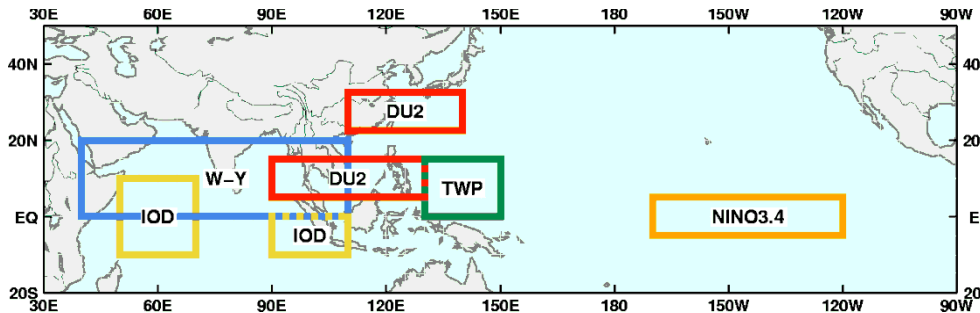 30E 60E 90E 120E 150E 180 150W 120W 90W
40N 40
DU2
20N 20
W-Y DU2 TWP
EQ IOD NINO3.4 E
IOD
20S 20
30E 60E 90E 120E 150E 180 150W 120W 90W